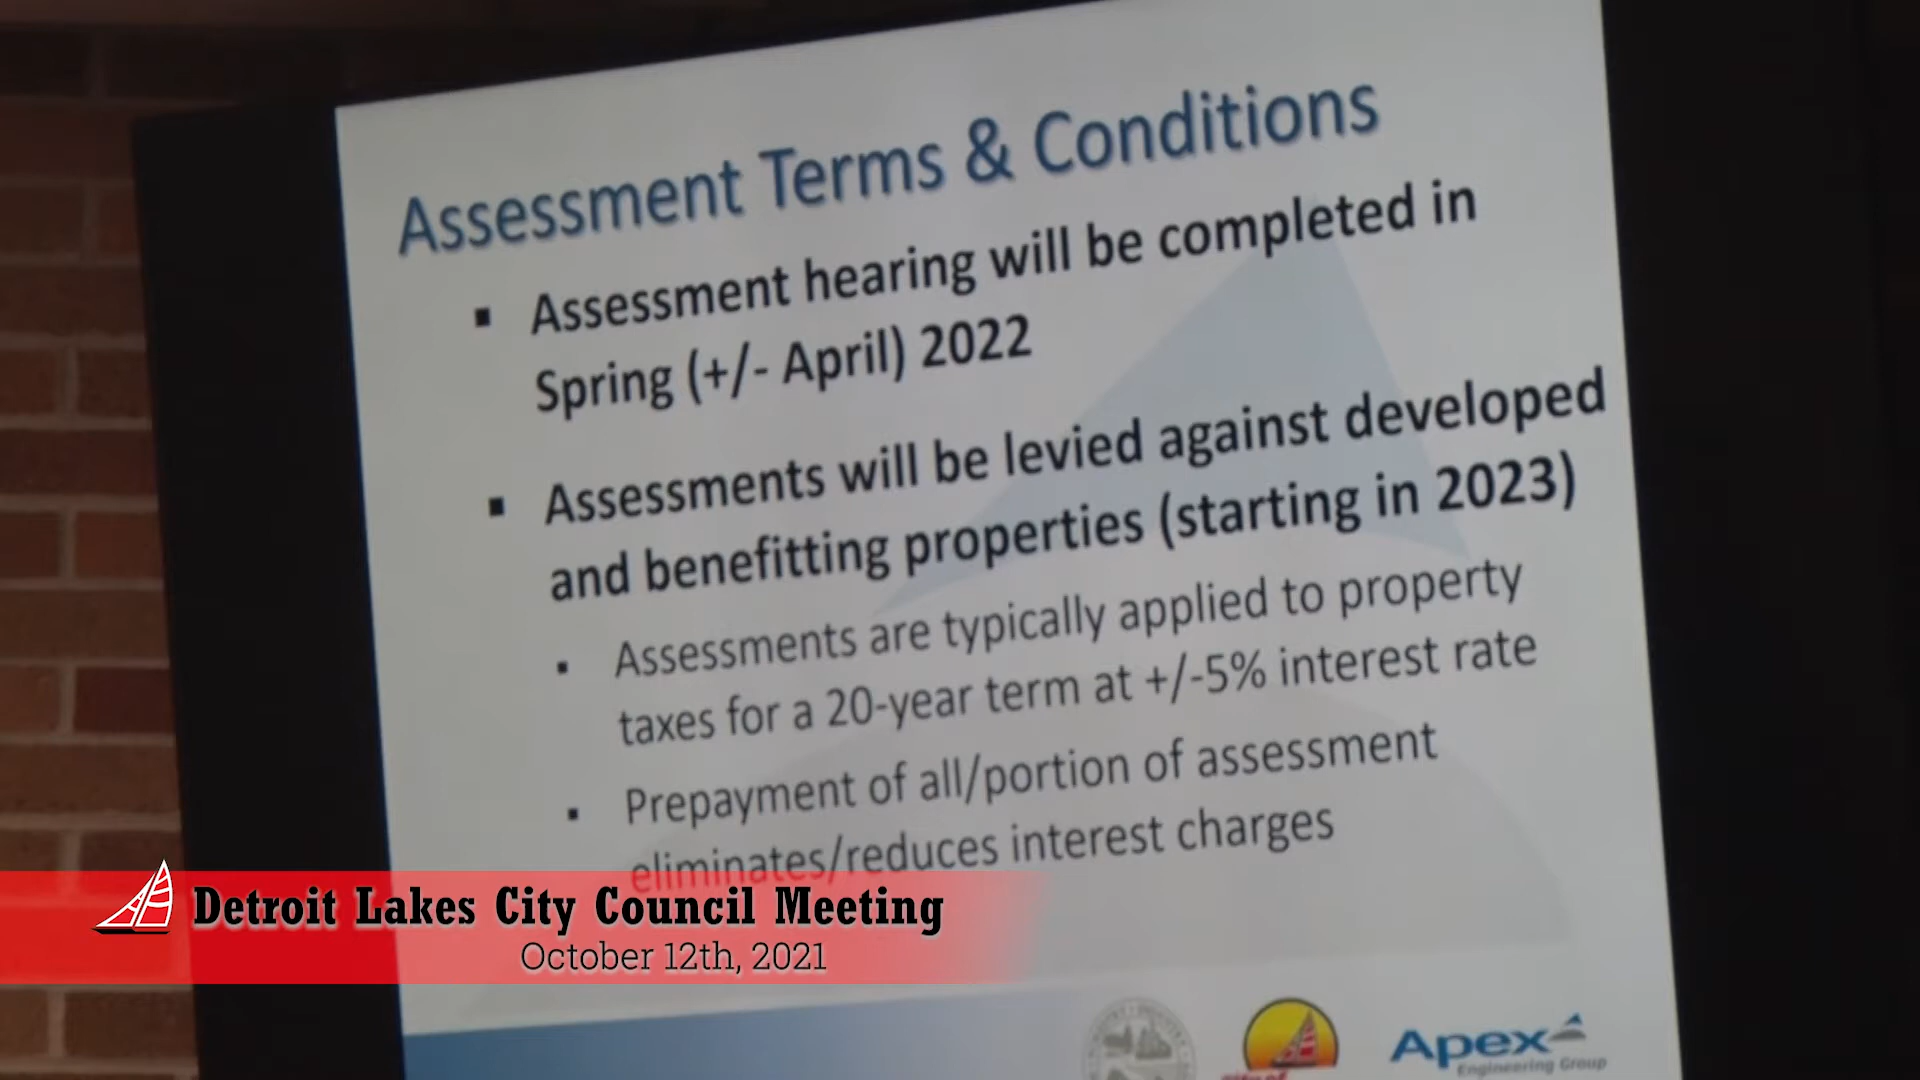 Assessment Terms & Conditions
▪ Assessment hearing will be completed in
Spring (+/- April) 2022
▪ Assessments will be levied against developed
and benefitting properties (starting in 2023)
▪ Assessments are typically applied to property
taxes for a 20-year term at +/-5% interest rate
▪ Prepayment of all/portion of assessment
eliminates/reduces interest charges
Detroit Lakes City Council Meeting
October 12th, 2021
Apex
Engineering Group